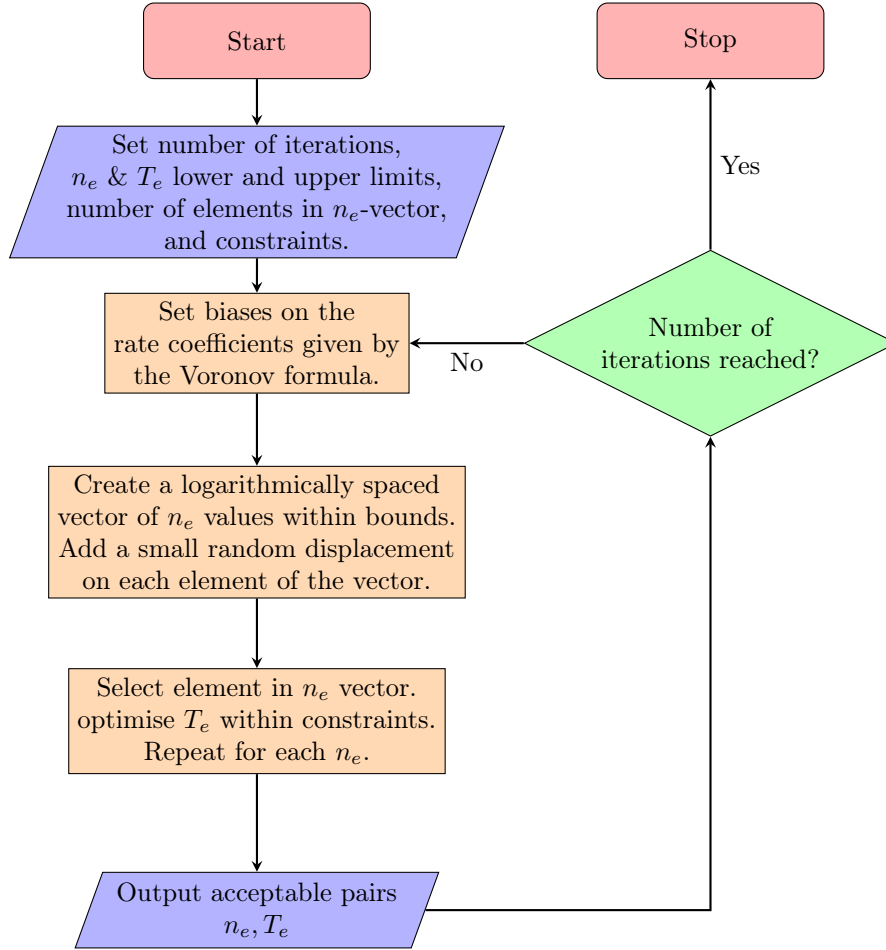 Start
Set number of iterations,
n_e & T_e lower and upper limits,
number of elements in n_e-vector,
and constraints.
Set biases on the
rate coefficients given by
the Voronov formula.
Create a logarithmically spaced
vector of n_e values within bounds.
Add a small random displacement
on each element of the vector.
Select element in n_e vector.
optimise T_e within constraints.
Repeat for each n_e.
Output acceptable pairs
n_e, T_e
Number of
iterations reached?
No
Yes
Stop